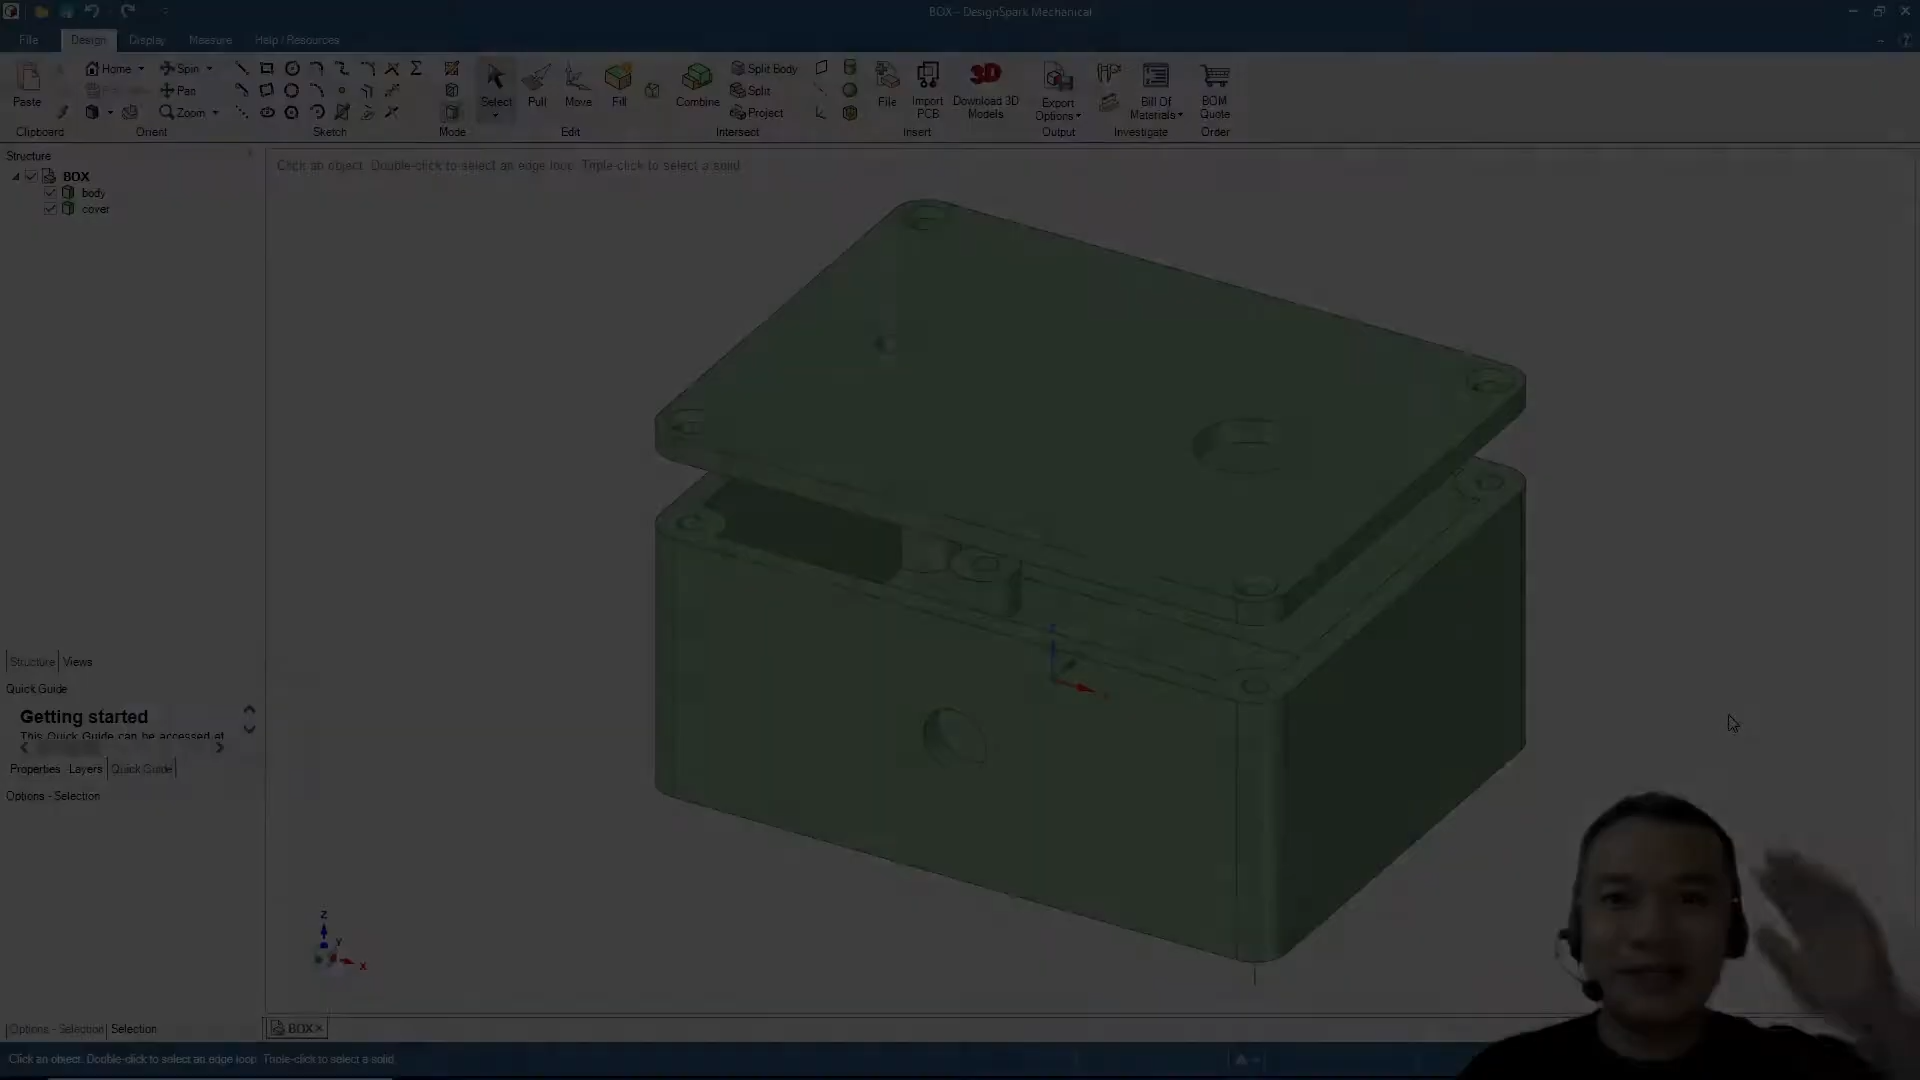 BOX - DesignSpark Mechanical
File Design Display Measure Help / Resources
Home Spin
Pan
Zoom
Paste
Select Pull Move Fill
Combine
Split Body
Split
Project
File Import PCB
Download 3D Models
Export Options
Bill Of Materials
BOM Quote
Clipboard Orient Sketch Mode Edit Intersect Insert Output Investigate Order
Structure
BOX
body
cover
Click an object. Double-click to select an edge loop. Triple-click to select a solid.
Structure Views
Quick Guide
Getting started
This Quick Guide can be accessed at
Properties Layers Quick Guide
Options - Selection
Z
Y
X
Options - Selection Selection
BOX
Click an object. Double-click to select an edge loop. Triple-click to select a solid.